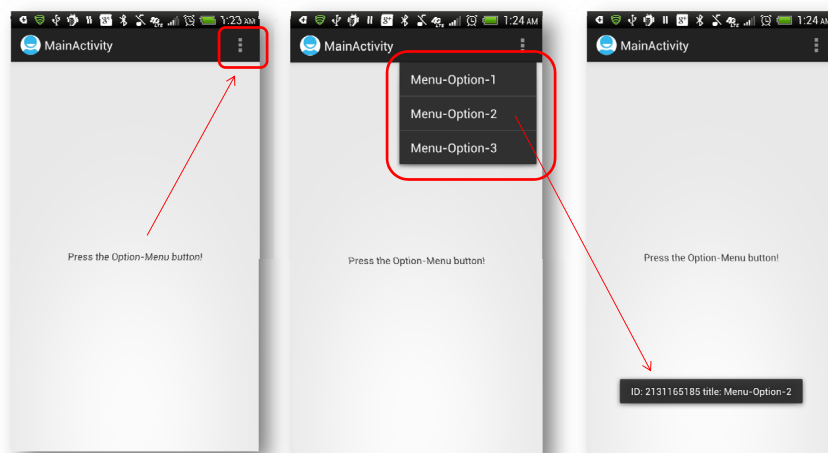 1:23 AM
MainActivity
Press the Option-Menu button!
1:24 AM
MainActivity
Menu-Option-1
Menu-Option-2
Menu-Option-3
Press the Option-Menu button!
1:24 AM
MainActivity
Press the Option-Menu button!
ID: 2131165185 title: Menu-Option-2